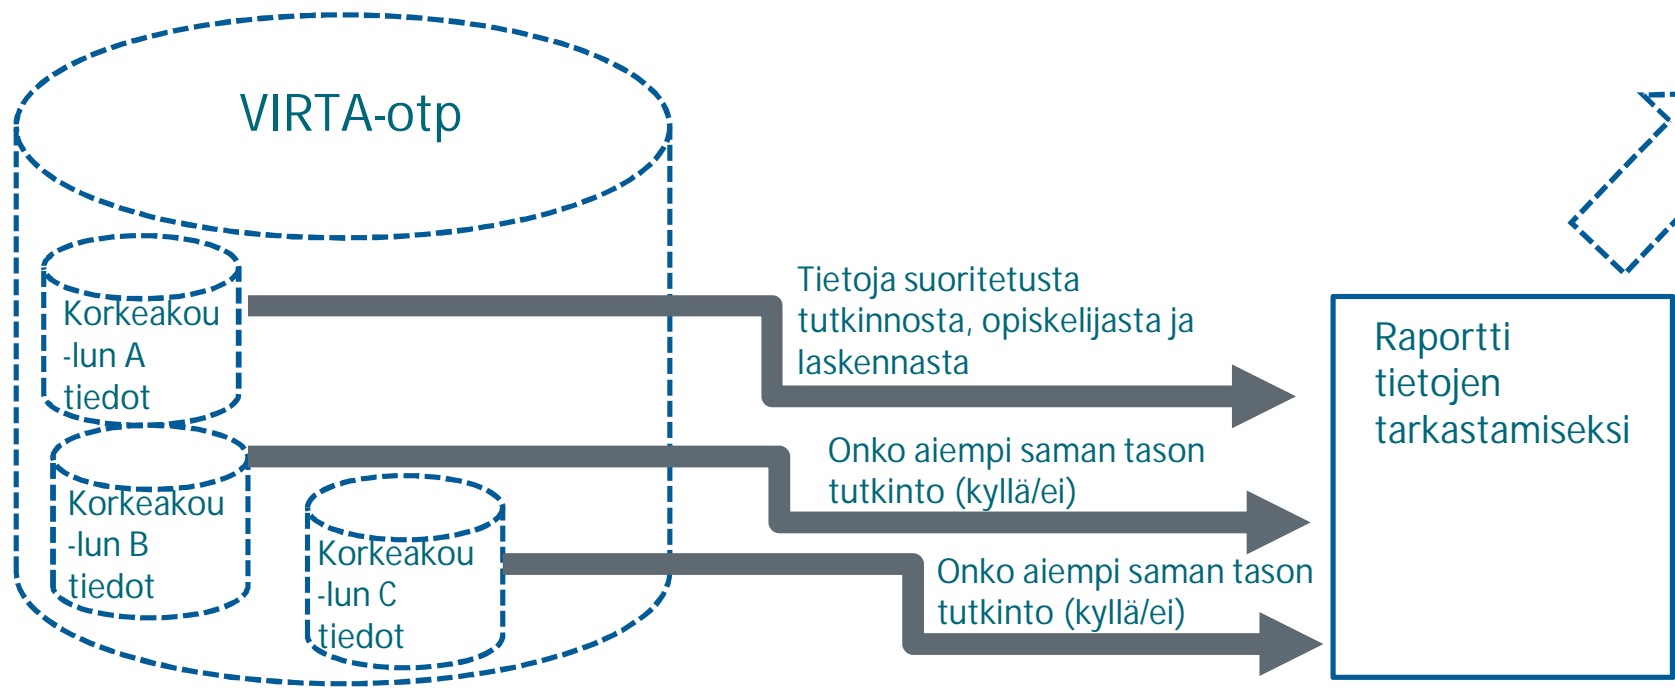 VIRTA-otp
Korkeakou
-lun A
tiedot
Tietoja suoritetusta
tutkinnosta, opiskelijasta ja
laskennasta
Raportti
tietojen
tarkastamiseksi
Korkeakou
-lun B
tiedot
Onko aiempi saman tason
tutkinto (kyllä/ei)
Korkeakou
-lun C
tiedot
Onko aiempi saman tason
tutkinto (kyllä/ei)